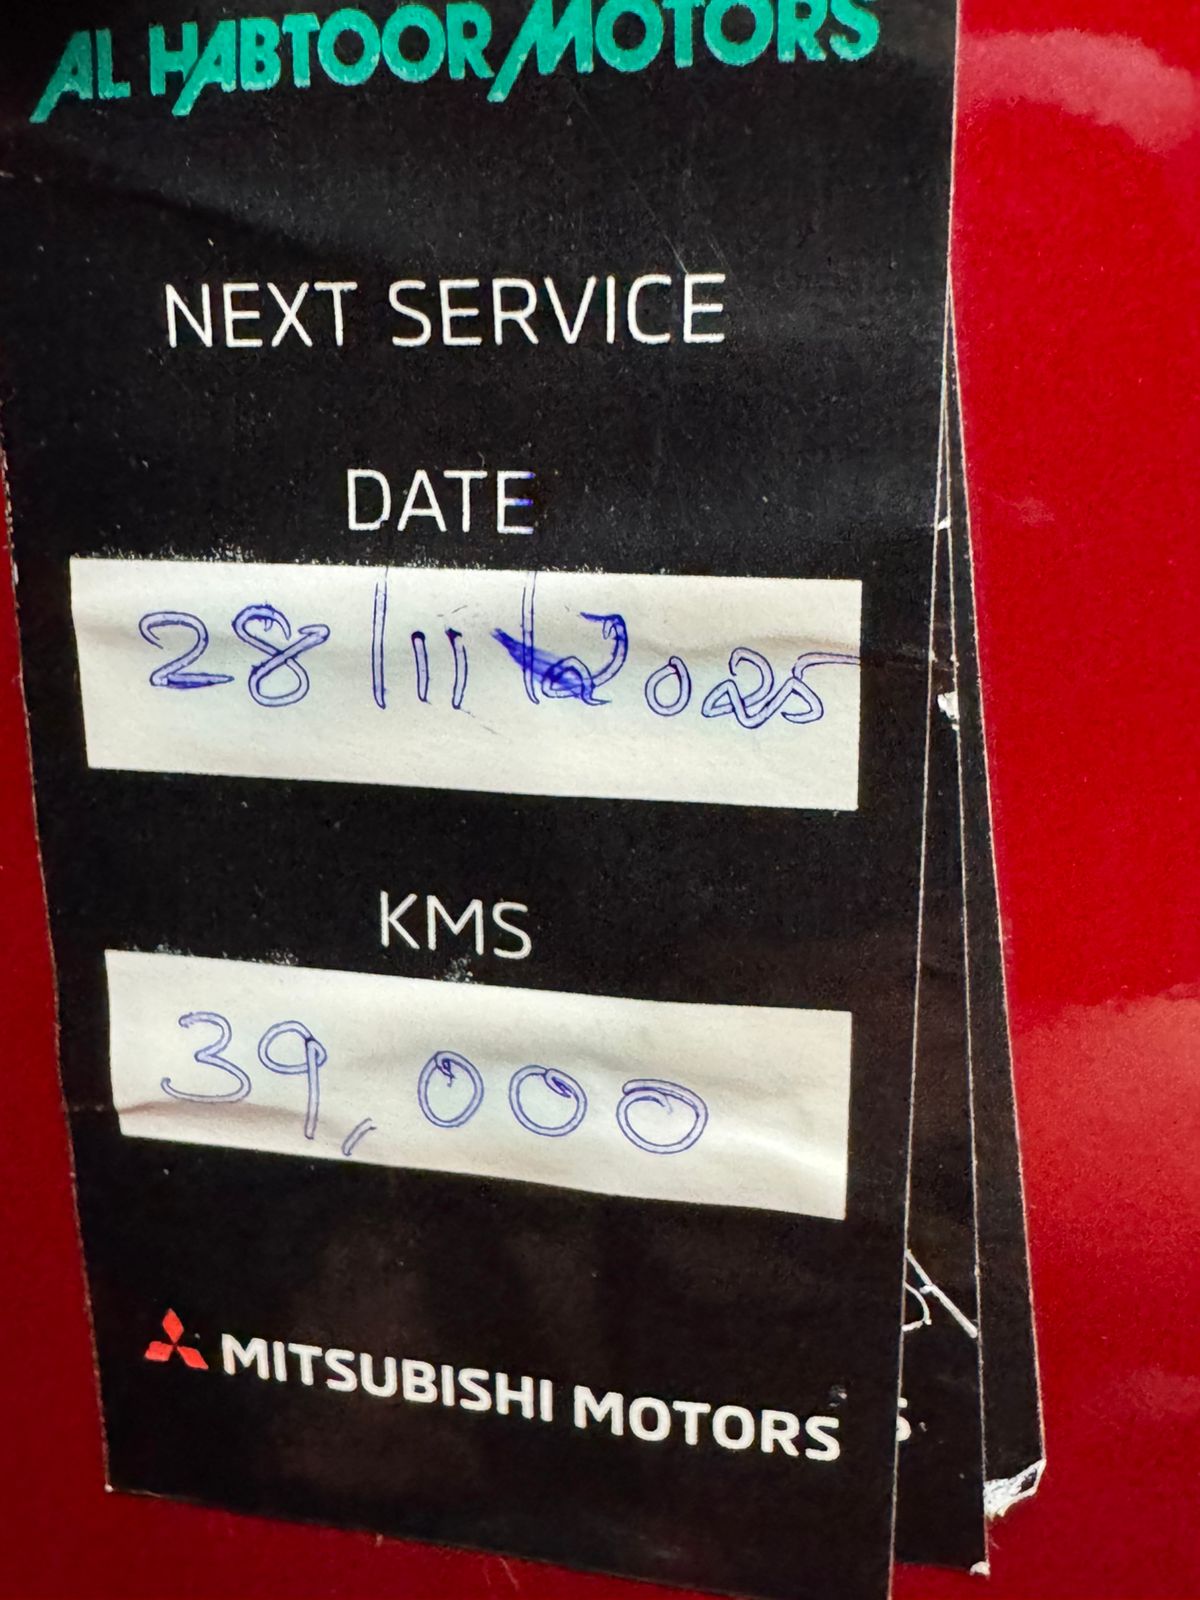 AL HABTOOR MOTORS
NEXT SERVICE
DATE
28/11/2025
KMS
39,000
MITSUBISHI MOTORS
S